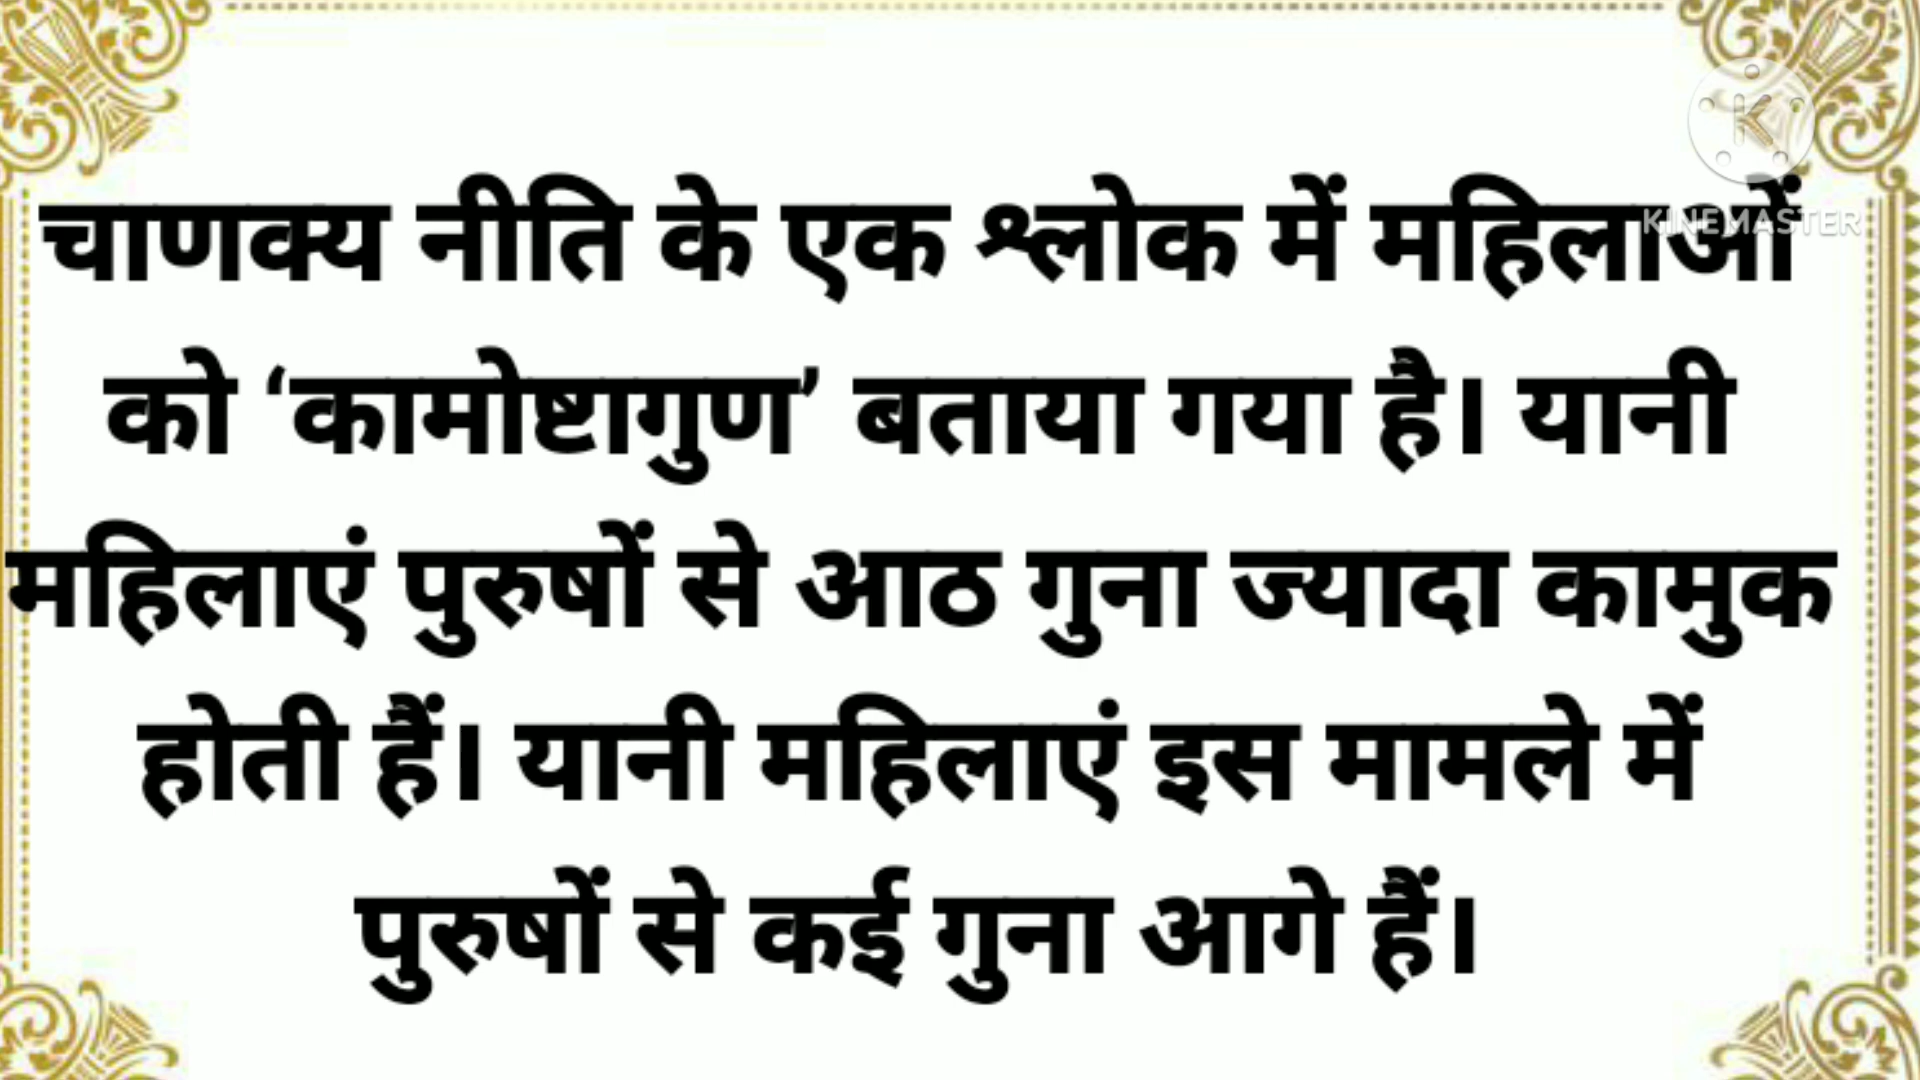 चाणक्य नीति के एक श्लोक में महिलाओं
को ‘कामोष्टागुण’ बताया गया है। यानी
महिलाएं पुरुषों से आठ गुना ज्यादा कामुक
होती हैं। यानी महिलाएं इस मामले में
पुरुषों से कई गुना आगे हैं।
KINEMASTER